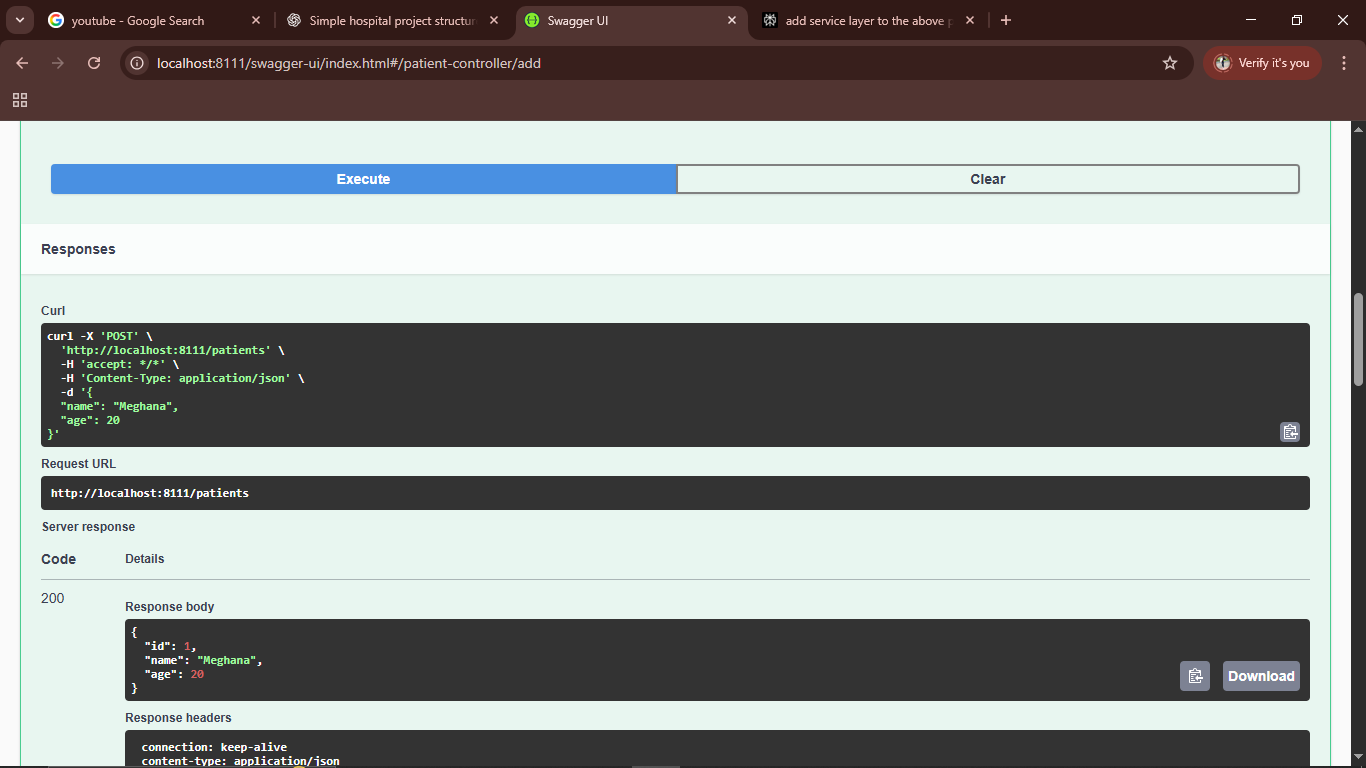 youtube - Google Search
Simple hospital project structur
Swagger UI
add service layer to the above p
localhost:8111/swagger-ui/index.html#/patient-controller/add
Verify it's you
Execute
Clear
Responses
Curl
curl -X 'POST' \
'http://localhost:8111/patients' \
-H 'accept: */*' \
-H 'Content-Type: application/json' \
-d '{
"name": "Meghana",
"age": 20
}'
Request URL
http://localhost:8111/patients
Server response
Code
Details
200
Response body
{
"id": 1,
"name": "Meghana",
"age": 20
}
Download
Response headers
connection: keep-alive
content-type: application/json